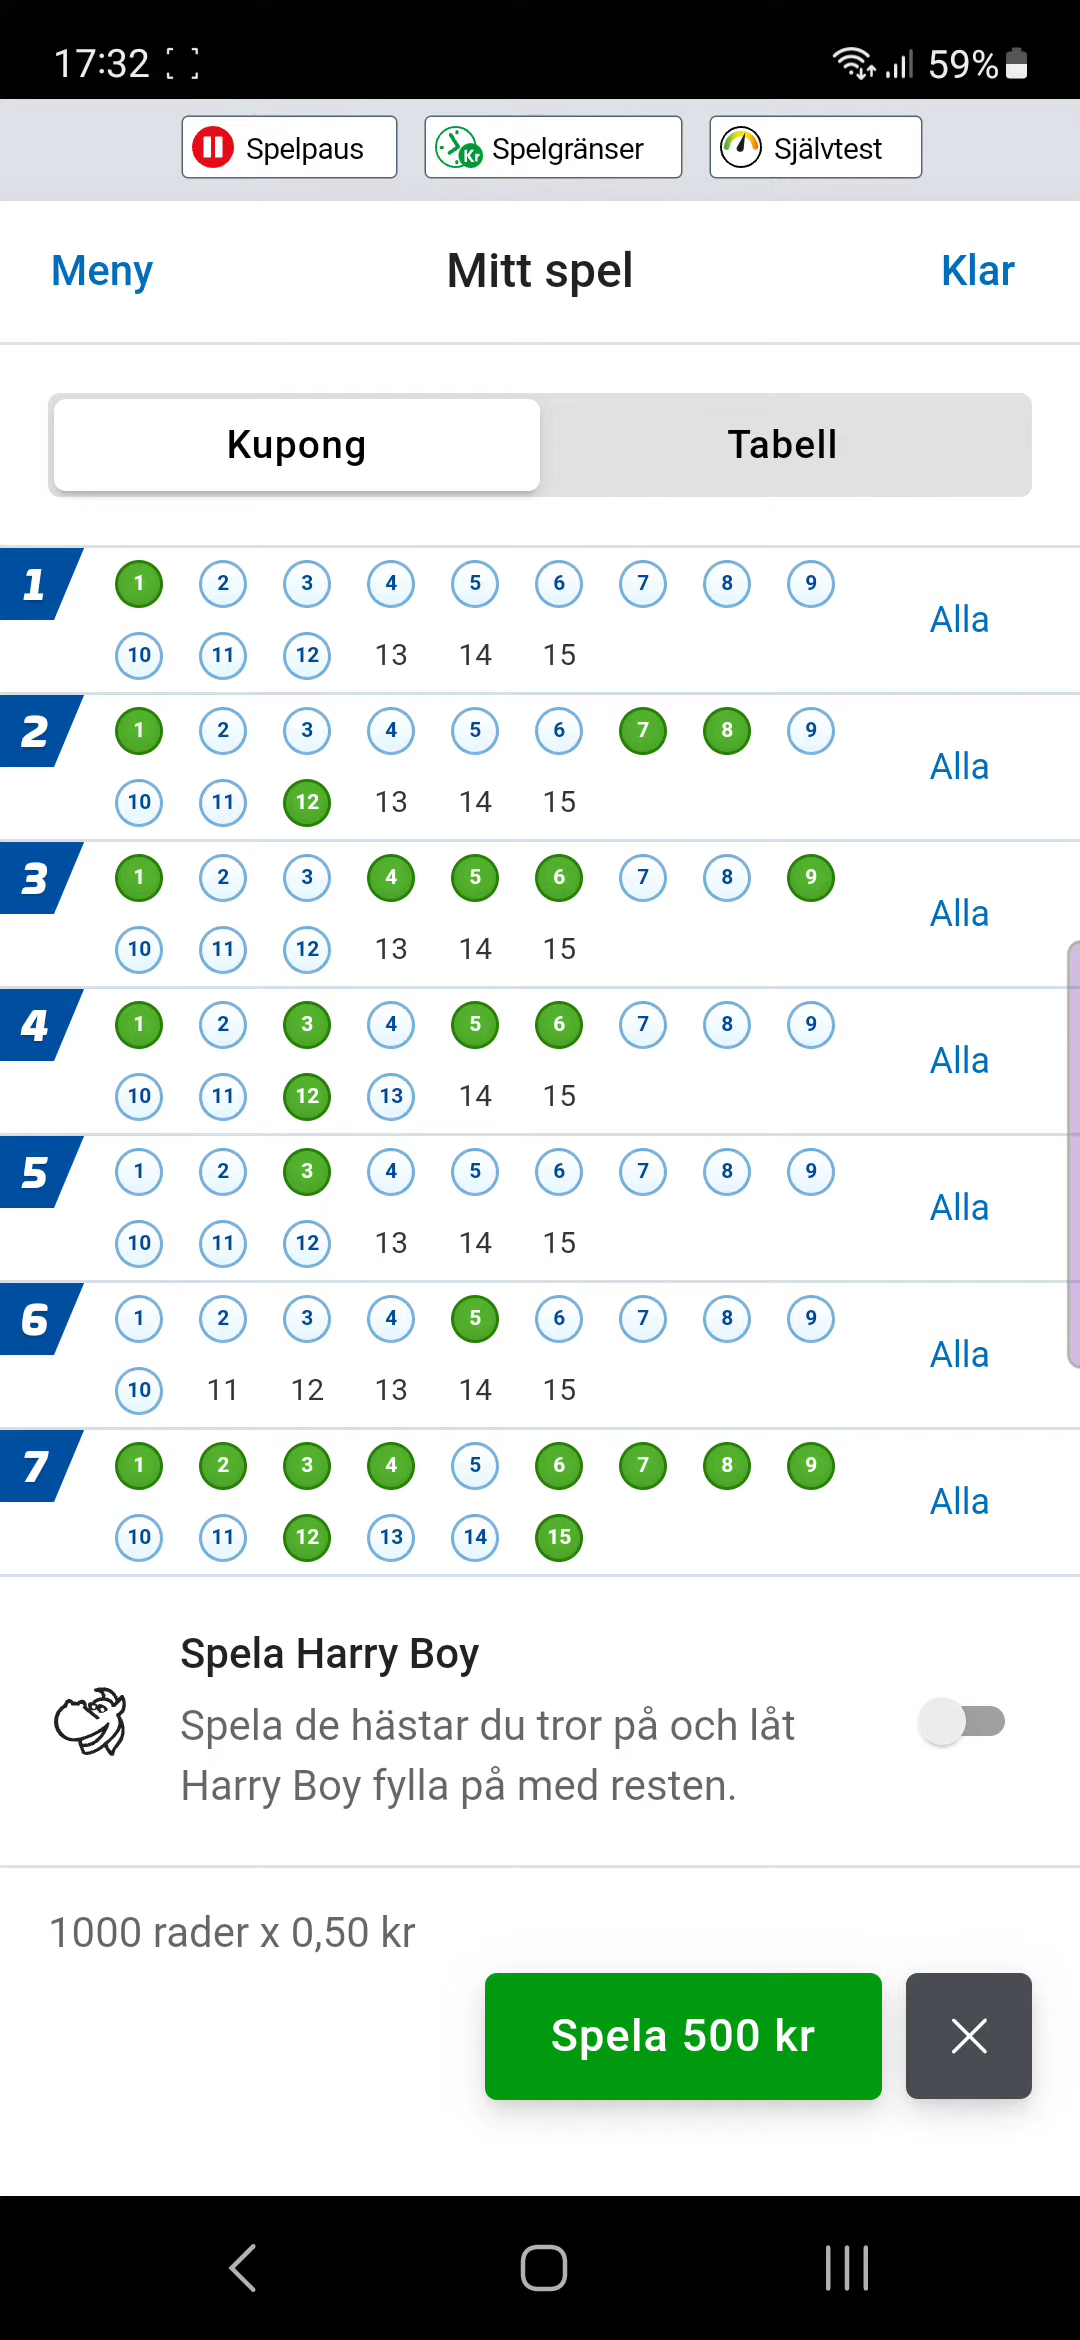 17:32 59%
Spelpaus Kr Spelgränser Självtest
Meny Mitt spel Klar
Kupong Tabell
1 1 2 3 4 5 6 7 8 9 Alla
10 11 12 13 14 15
2 1 2 3 4 5 6 7 8 9 Alla
10 11 12 13 14 15
3 1 2 3 4 5 6 7 8 9 Alla
10 11 12 13 14 15
4 1 2 3 4 5 6 7 8 9 Alla
10 11 12 13 14 15
5 1 2 3 4 5 6 7 8 9 Alla
10 11 12 13 14 15
6 1 2 3 4 5 6 7 8 9 Alla
10 11 12 13 14 15
7 1 2 3 4 5 6 7 8 9 Alla
10 11 12 13 14 15
Spela Harry Boy
Spela de hästar du tror på och låt
Harry Boy fylla på med resten.
1000 rader x 0,50 kr
Spela 500 kr